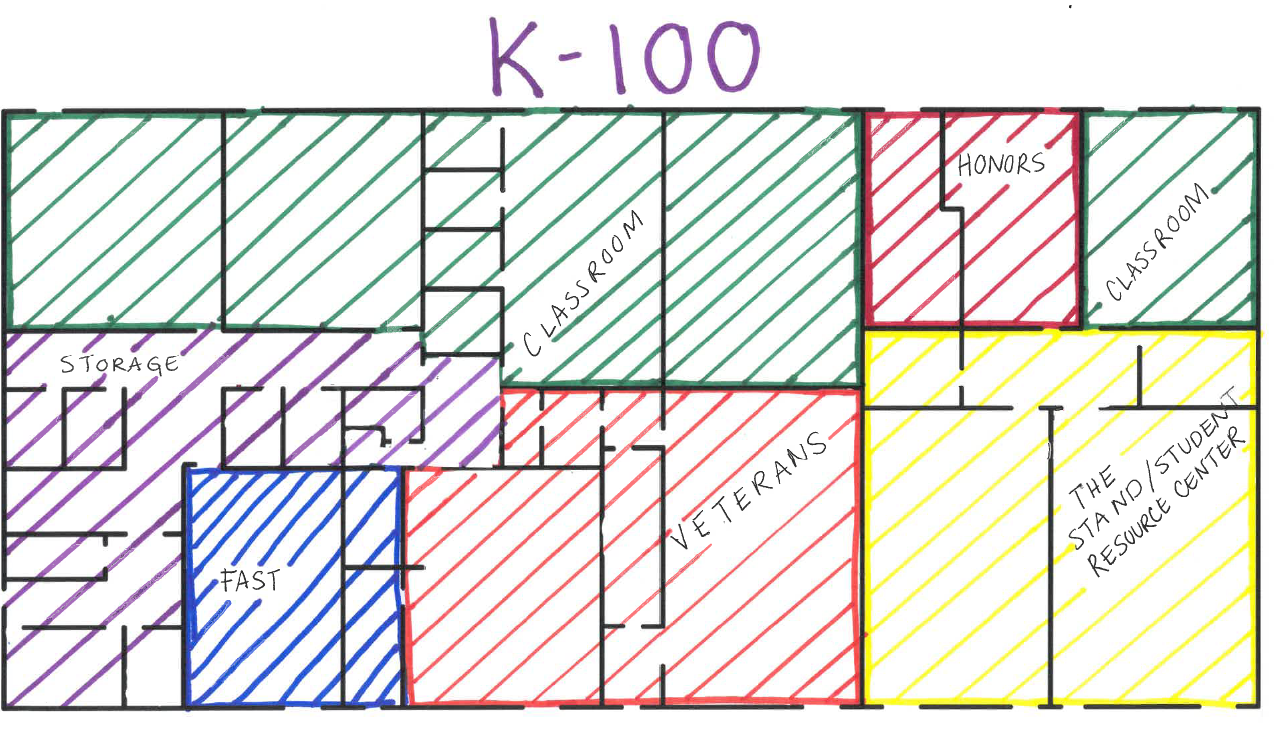 K-100
HONORS
CLASSROOM
CLASSROOM
STORAGE
VETERANS
THE
STAND/STUDENT
RESOURCE CENTER
FAST